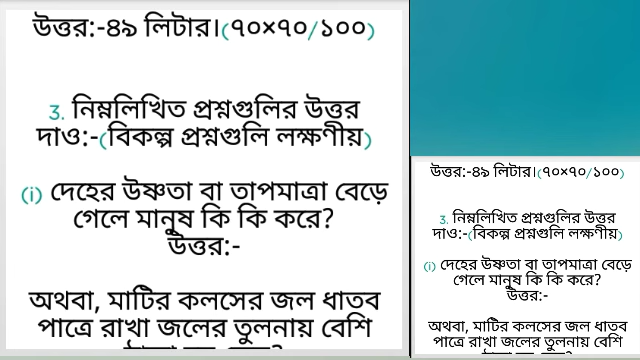 উত্তর:-৪৯ লিটার।(৭০×৭০/১০০)
3. নিম্নলিখিত প্রশ্নগুলির উত্তর
দাও:-(বিকল্প প্রশ্নগুলি লক্ষণীয়)
(i) দেহের উষ্ণতা বা তাপমাত্রা বেড়ে
গেলে মানুষ কি কি করে?
উত্তর:-
অথবা, মাটির কলসের জল ধাতব
পাত্রে রাখা জলের তুলনায় বেশি
উত্তর:-৪৯ লিটার।(৭০×৭০/১০০)
3. নিম্নলিখিত প্রশ্নগুলির উত্তর
দাও:-(বিকল্প প্রশ্নগুলি লক্ষণীয়)
(i) দেহের উষ্ণতা বা তাপমাত্রা বেড়ে
গেলে মানুষ কি কি করে?
উত্তর:-
অথবা, মাটির কলসের জল ধাতব
পাত্রে রাখা জলের তুলনায় বেশি